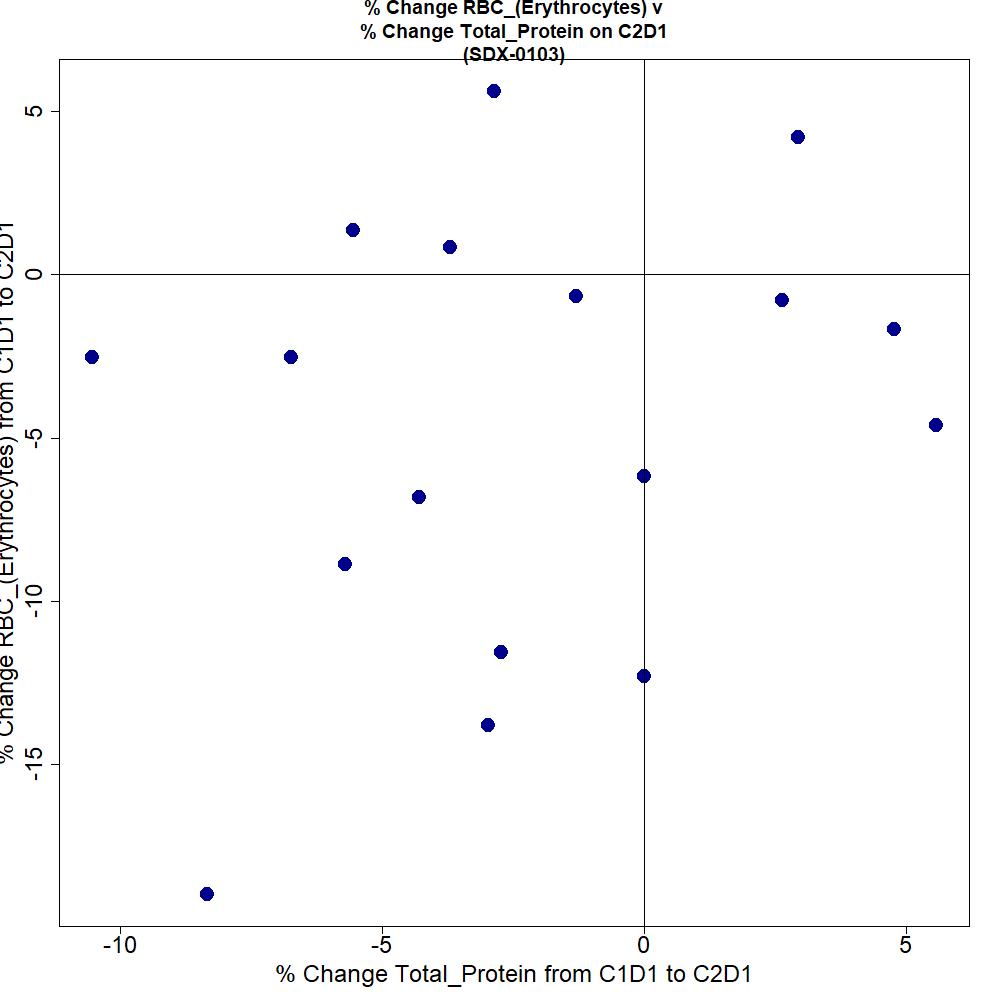 % Change RBC_(Erythrocytes) v
% Change Total_Protein on C2D1
(SDX-0103)
% Change RBC_(Erythrocytes) from C1D1 to C2D1
5
0
-5
-10
-15
-10
-5
0
5
% Change Total_Protein from C1D1 to C2D1